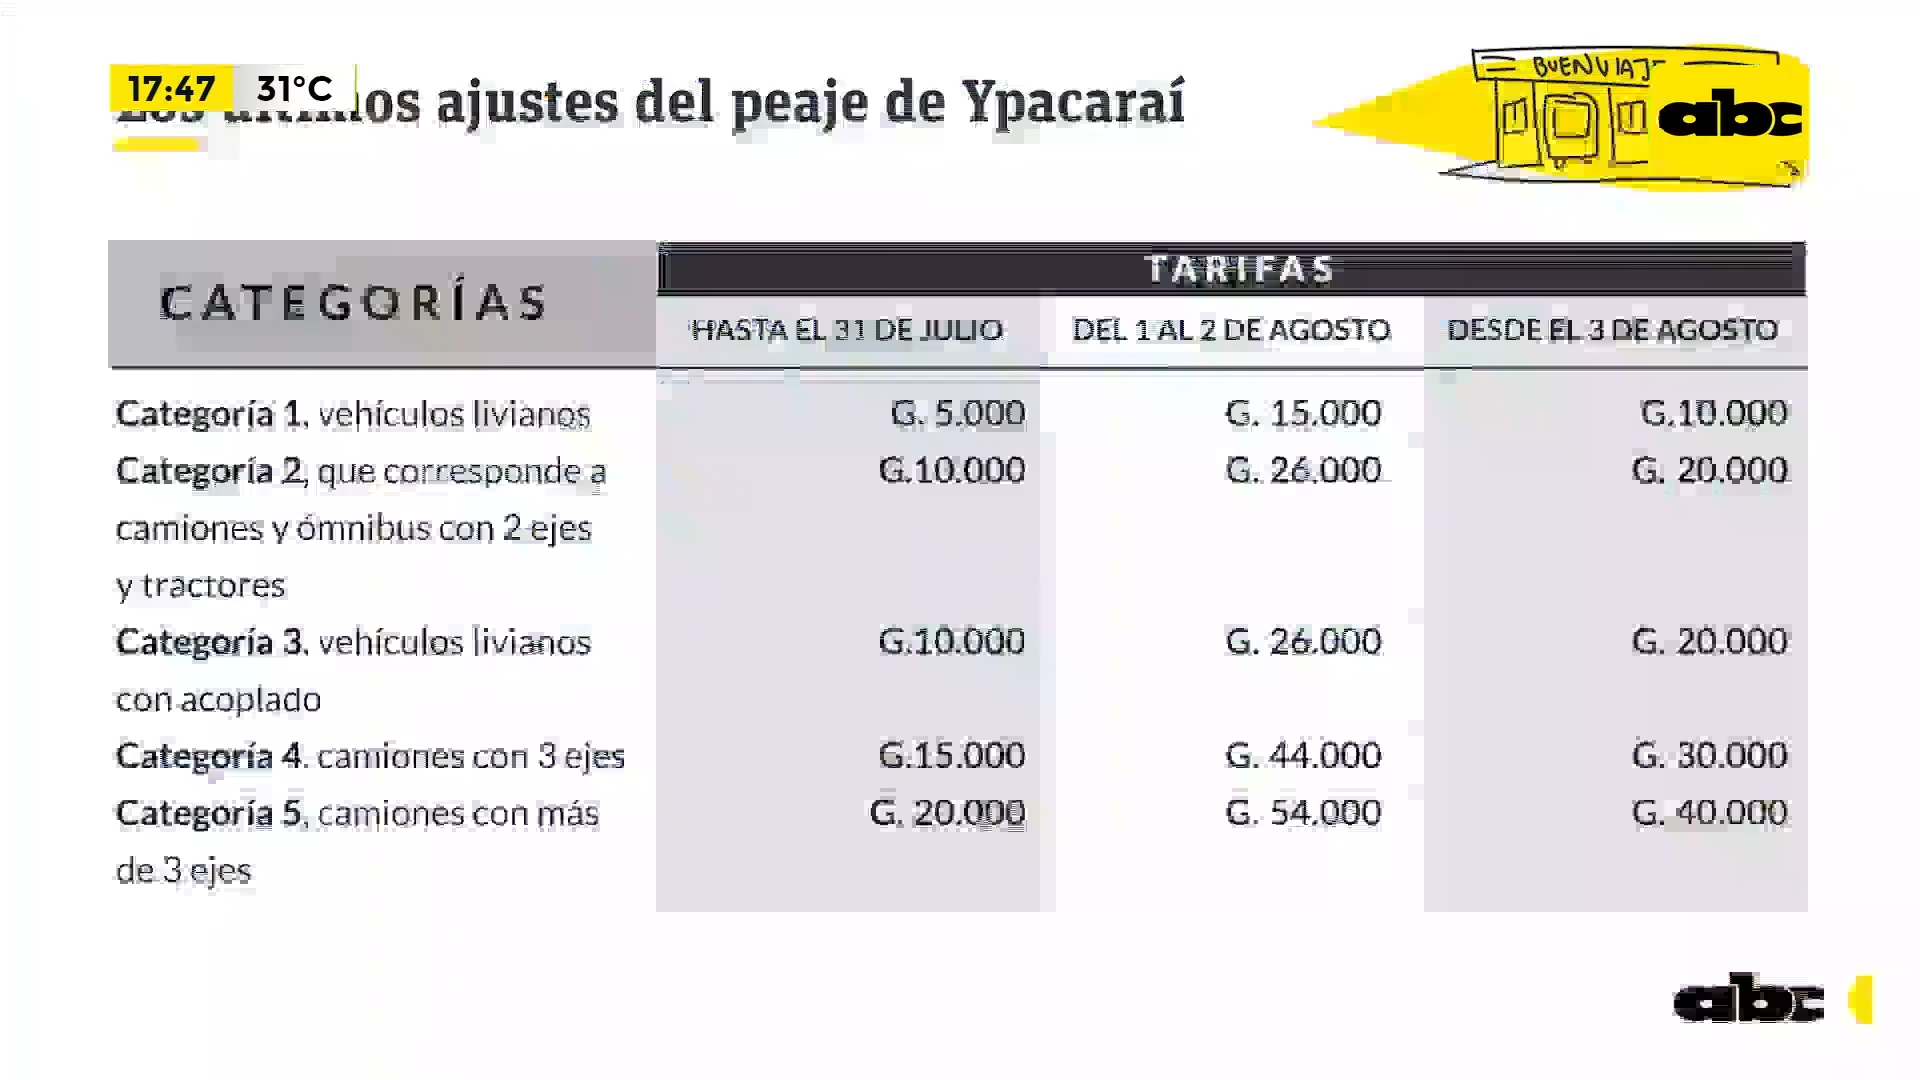 17:47 31°C
Los últimos ajustes del peaje de Ypacaraí
BUEN VIAJE
abc
CATEGORÍAS
TARIFAS
HASTA EL 31 DE JULIO DEL 1 AL 2 DE AGOSTO DESDE EL 3 DE AGOSTO
Categoría 1, vehículos livianos G. 5.000 G. 15.000 G.10.000
Categoría 2, que corresponde a G.10.000 G. 26.000 G. 20.000
camiones y ómnibus con 2 ejes
y tractores
Categoría 3, vehículos livianos G.10.000 G. 26.000 G. 20.000
con acoplado
Categoría 4, camiones con 3 ejes G.15.000 G. 44.000 G. 30.000
Categoría 5, camiones con más G. 20.000 G. 54.000 G. 40.000
de 3 ejes
abc